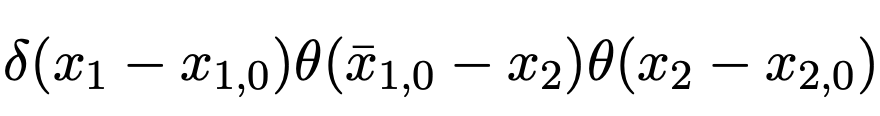 δ(x₁ − x₁,₀)θ(x̄₁,₀ − x₂)θ(x₂ − x₂,₀)